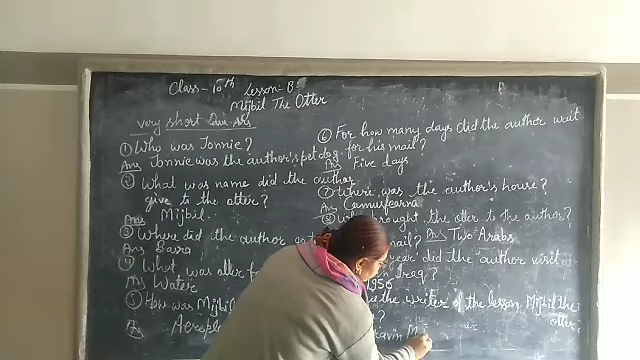 Class-10th Lesson-8
Mijbil The Otter
very short Que Ans
① Who was Jonnie?
Ans Jonnie was the author's pet dog.
② What was name did the author
give to the otter?
Ans Mijbil.
③ Where did the author
Ans Basra
④ What was otter
Ans Water
⑤ How was Mijbil
Ans
⑥ For how many days did the author wait
for his mail?
Ans Five days
⑦ Where was the author's house?
Ans Camusfearna
⑧ brought the otter to the author?
Ans Two Arabs
year did the author visit
Iraq?
1956
the writer of the lesson Mijbil the
otter?